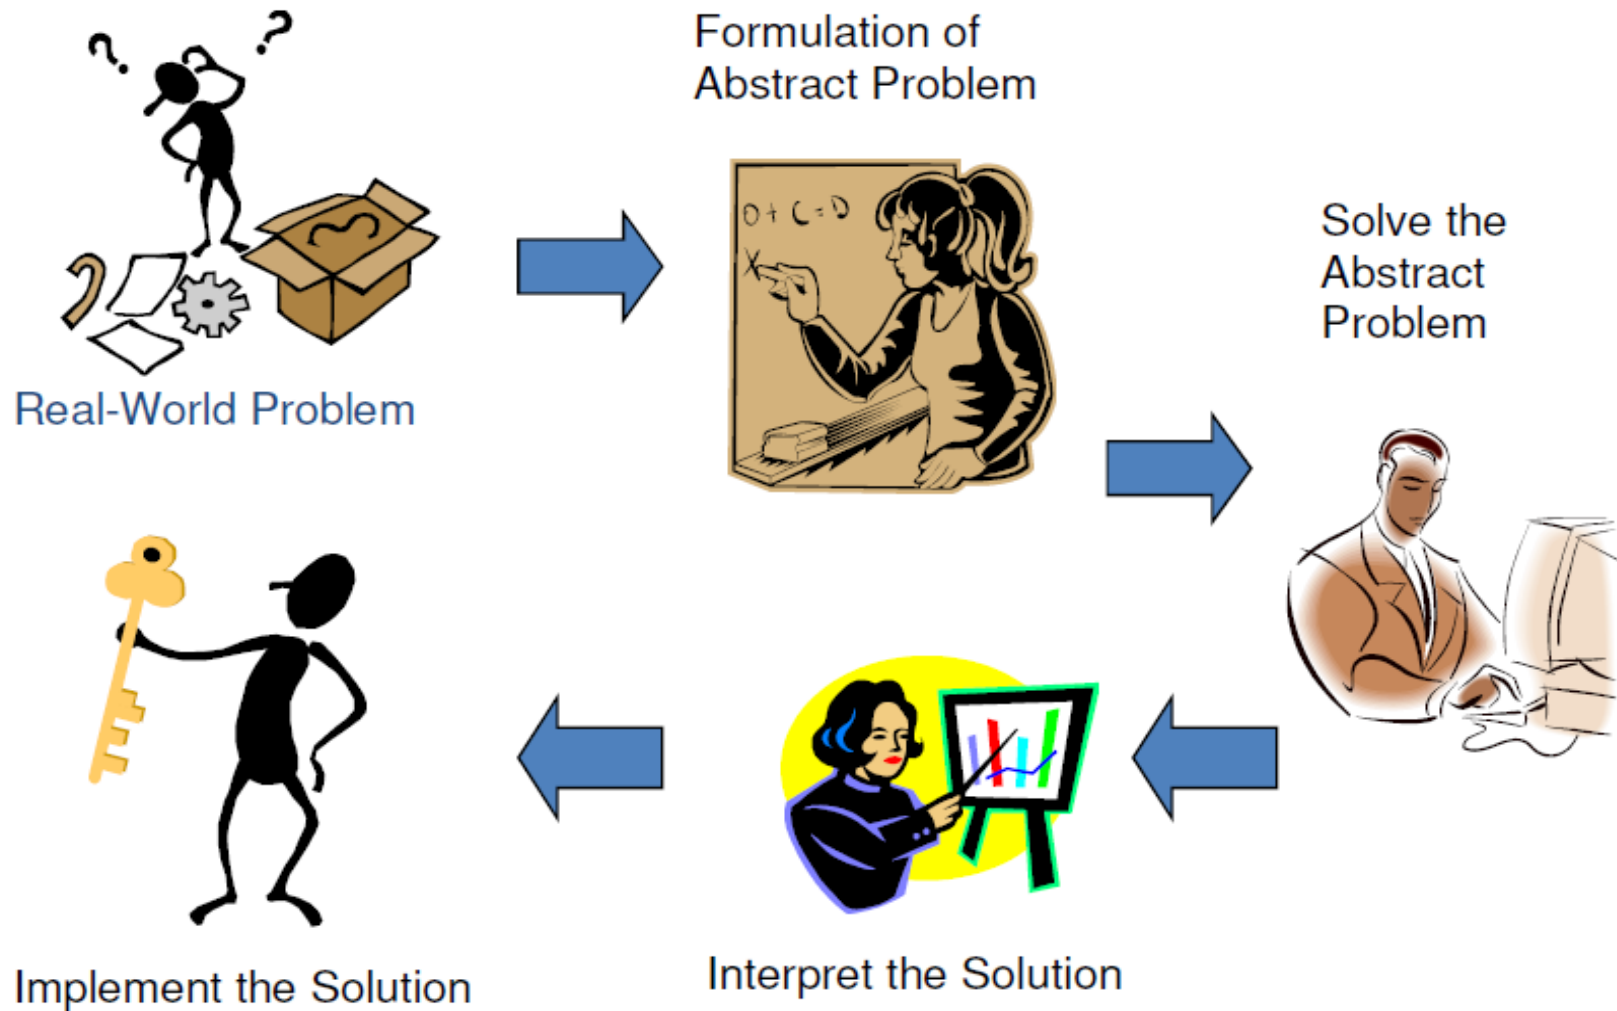 ? ?
Formulation of
Abstract Problem
O + C = D
X
Solve the
Abstract
Problem
?
Real-World Problem
Implement the Solution
Interpret the Solution